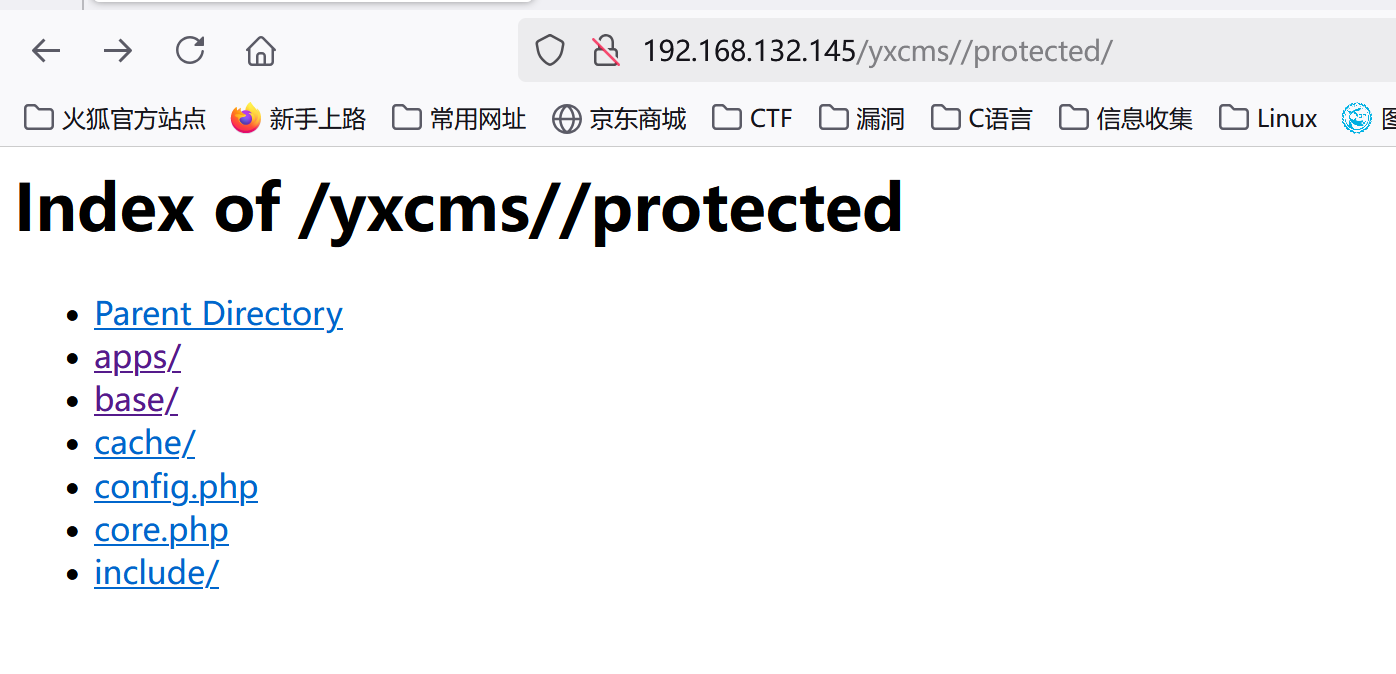 192.168.132.145/yxcms//protected/
火狐官方站点 新手上路 常用网址 京东商城 CTF 漏洞 C语言 信息收集 Linux
Index of /yxcms//protected
Parent Directory
apps/
base/
cache/
config.php
core.php
include/